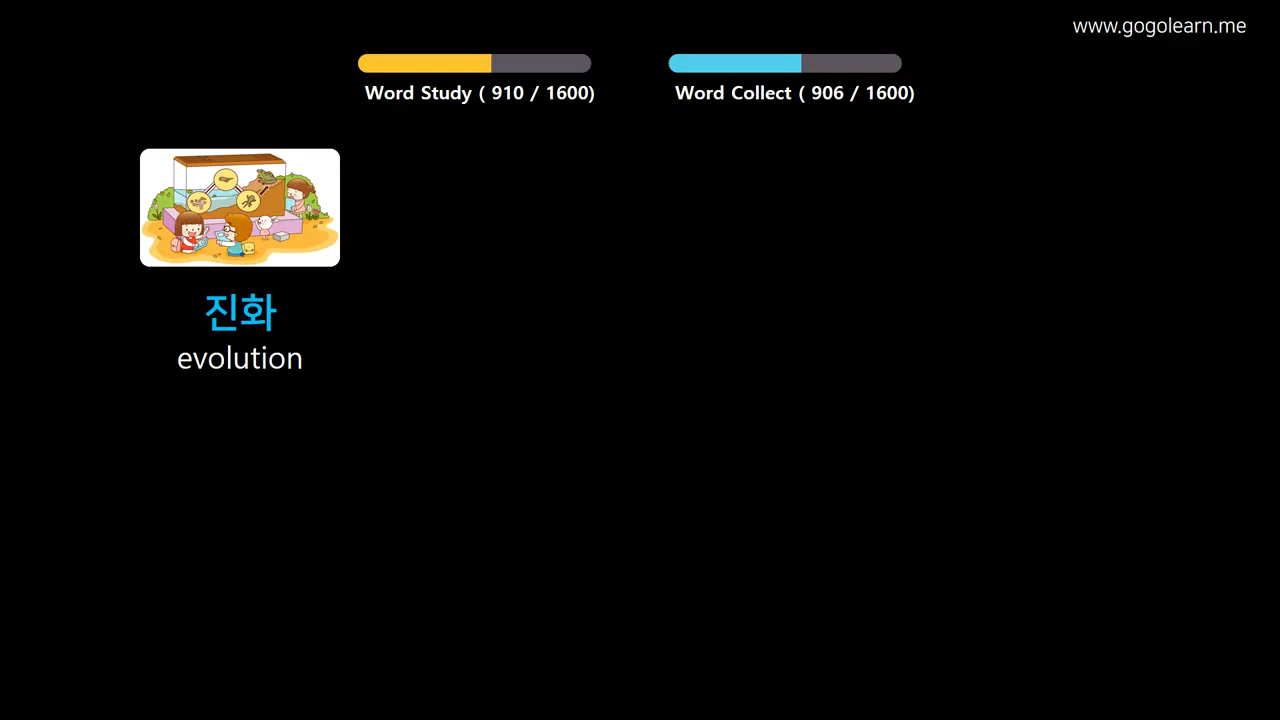 www.gogolearn.me
Word Study ( 910 / 1600)
Word Collect ( 906 / 1600)
진화
evolution